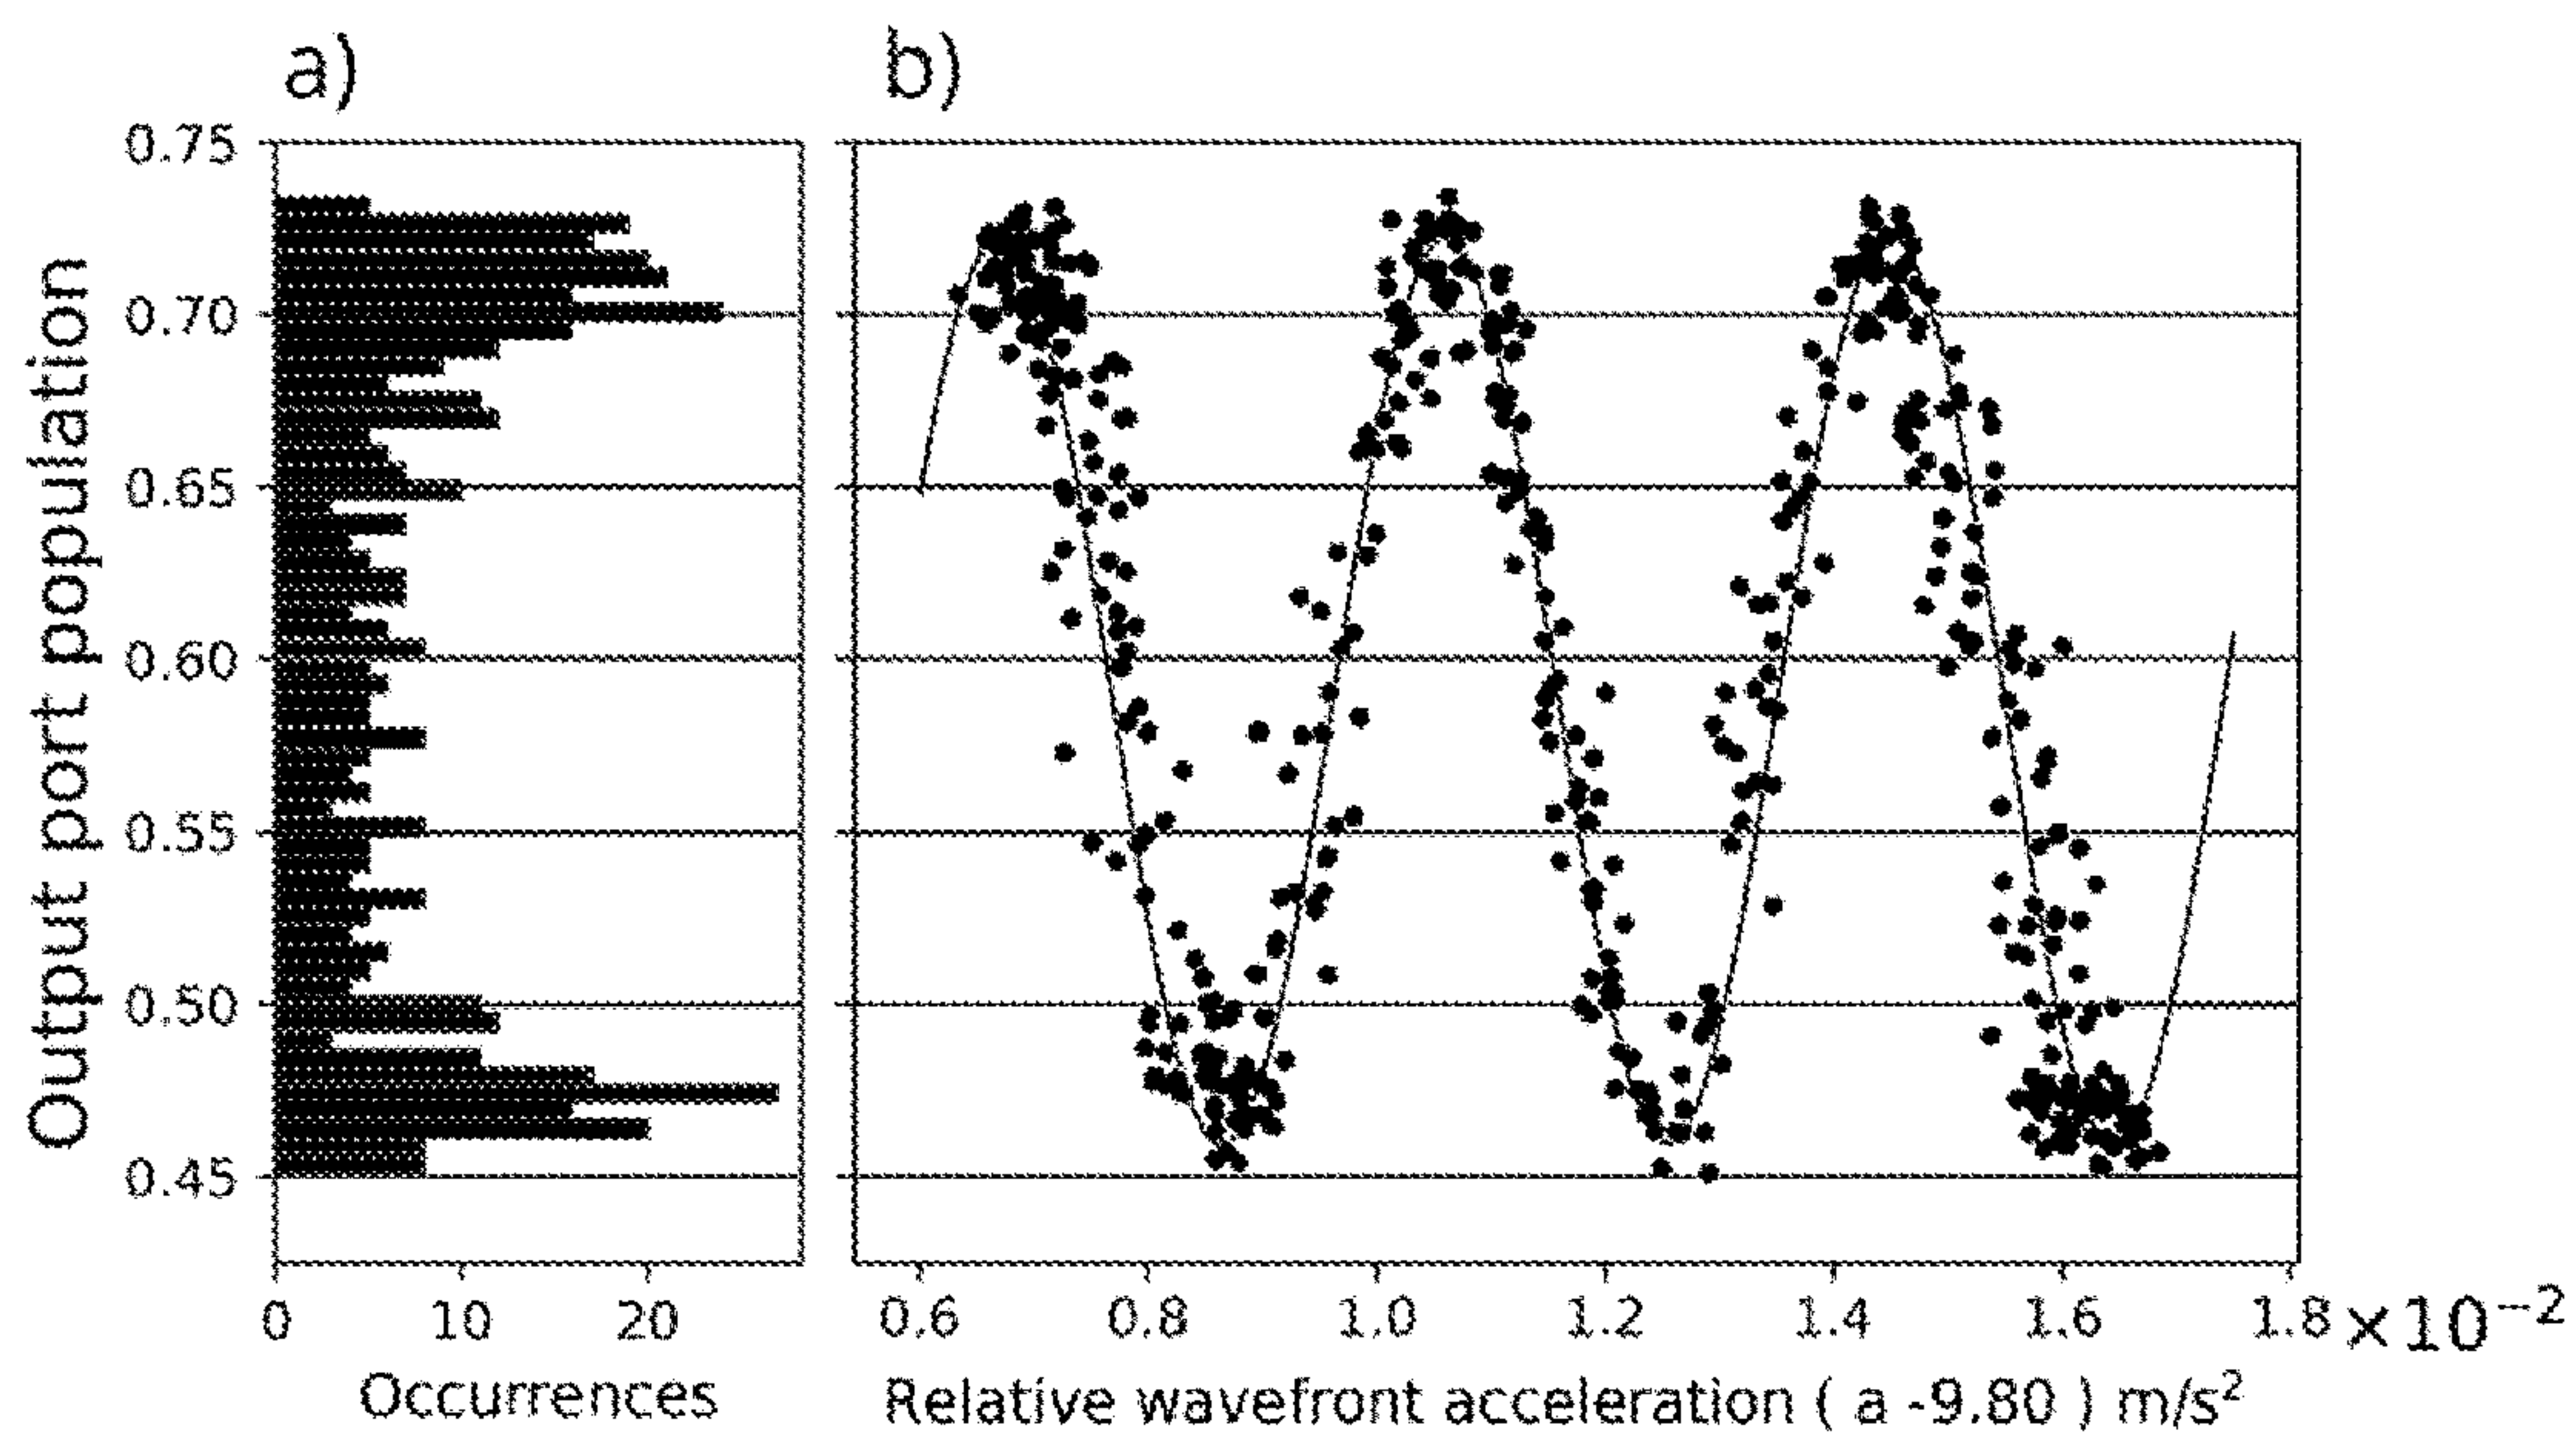 a)
b)
Output port population
0.75
0.70
0.65
0.60
0.55
0.50
0.45
0 10 20
0.6 0.8 1.0 1.2 1.4 1.6 1.8 ×10⁻²
Occurrences
Relative wavefront acceleration ( a -9.80 ) m/s²